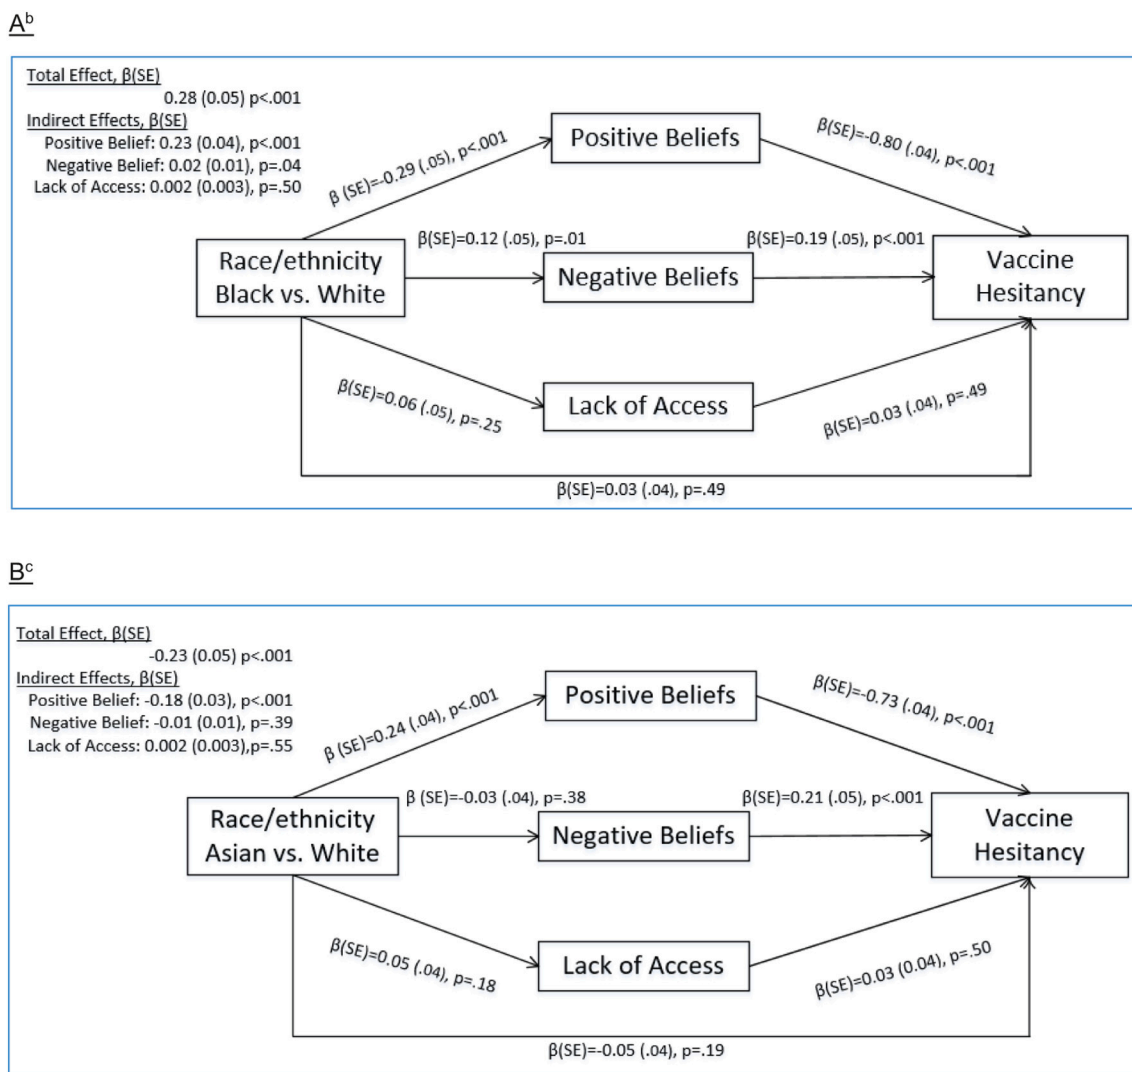 Aᵇ
Total Effect, β(SE)
0.28 (0.05) p<.001
Indirect Effects, β(SE)
Positive Belief: 0.23 (0.04), p<.001
Negative Belief: 0.02 (0.01), p=.04
Lack of Access: 0.002 (0.003), p=.50
β (SE)=-0.29 (.05), p<.001
Positive Beliefs
β(SE)=-0.80 (.04), p<.001
Race/ethnicity
Black vs. White
β(SE)=0.12 (.05), p=.01
Negative Beliefs
β(SE)=0.19 (.05), p<.001
Vaccine
Hesitancy
β(SE)=0.06 (.05), p=.25
Lack of Access
β(SE)=0.03 (.04), p=.49
β(SE)=0.03 (.04), p=.49
Bᶜ
Total Effect, β(SE)
-0.23 (0.05) p<.001
Indirect Effects, β(SE)
Positive Belief: -0.18 (0.03), p<.001
Negative Belief: -0.01 (0.01), p=.39
Lack of Access: 0.002 (0.003),p=.55
β (SE)=0.24 (.04), p<.001
Positive Beliefs
β(SE)=-0.73 (.04), p<.001
Race/ethnicity
Asian vs. White
β (SE)=-0.03 (.04), p=.38
Negative Beliefs
β(SE)=0.21 (.05), p<.001
Vaccine
Hesitancy
β(SE)=0.05 (.04), p=.18
Lack of Access
β(SE)=0.03 (0.04), p=.50
β(SE)=-0.05 (.04), p=.19